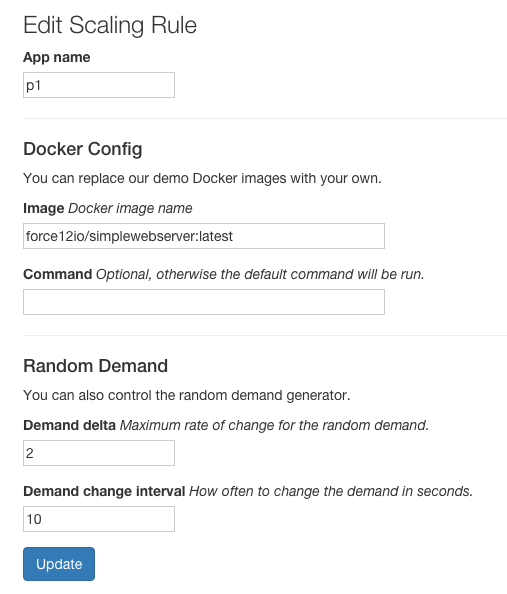 Edit Scaling Rule
App name
p1
Docker Config
You can replace our demo Docker images with your own.
Image Docker image name
force12io/simplewebserver:latest
Command Optional, otherwise the default command will be run.
Random Demand
You can also control the random demand generator.
Demand delta Maximum rate of change for the random demand.
2
Demand change interval How often to change the demand in seconds.
10
Update